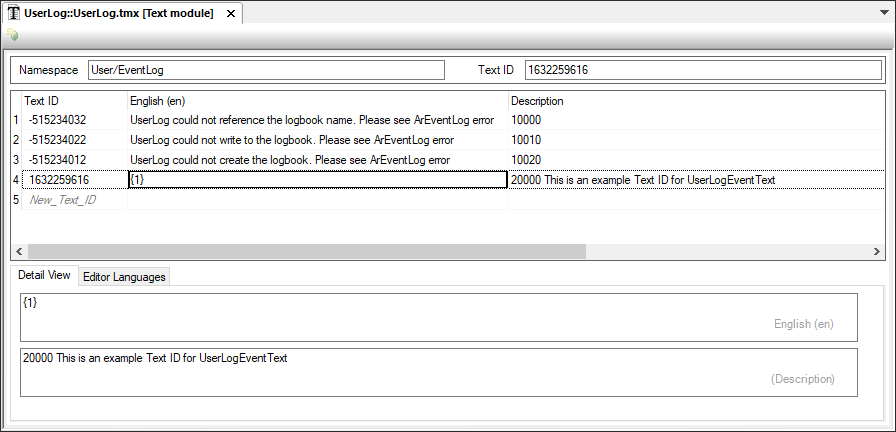 UserLog::UserLog.tmx [Text module]
Namespace User/EventLog Text ID 1632259616
Text ID English (en) Description
1 -515234032 UserLog could not reference the logbook name. Please see ArEventLog error 10000
2 -515234022 UserLog could not write to the logbook. Please see ArEventLog error 10010
3 -515234012 UserLog could not create the logbook. Please see ArEventLog error 10020
4 1632259616 {1} 20000 This is an example Text ID for UserLogEventText
5 New_Text_ID
Detail View Editor Languages
{1}
English (en)
20000 This is an example Text ID for UserLogEventText
(Description)